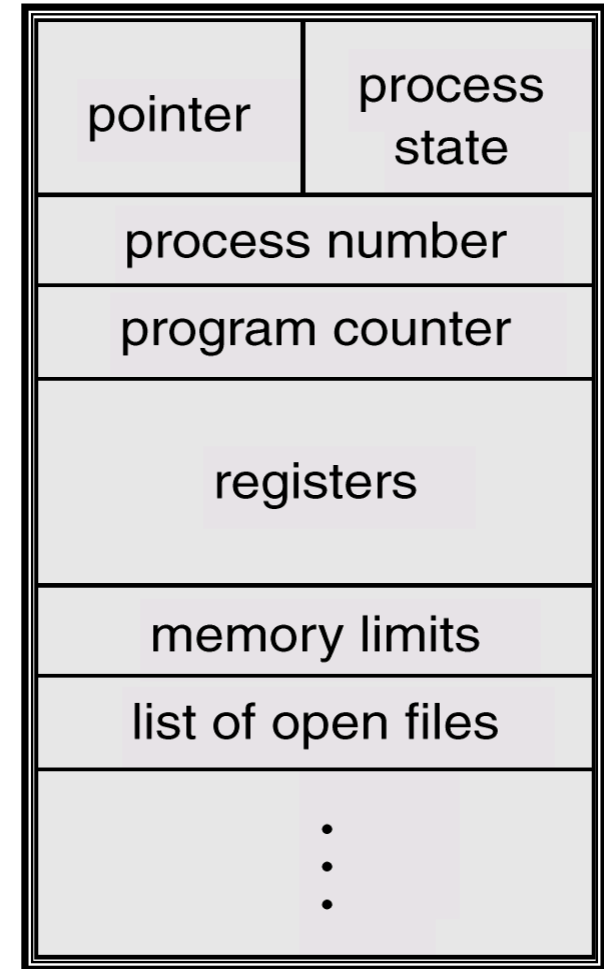 pointer
process
state
process number
program counter
registers
memory limits
list of open files
.
.
.